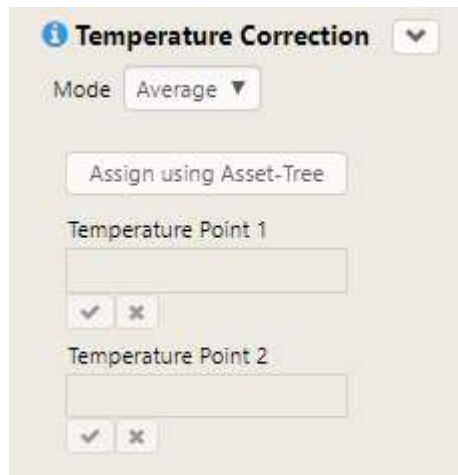 Temperature Correction
Mode Average
Assign using Asset-Tree
Temperature Point 1
Temperature Point 2